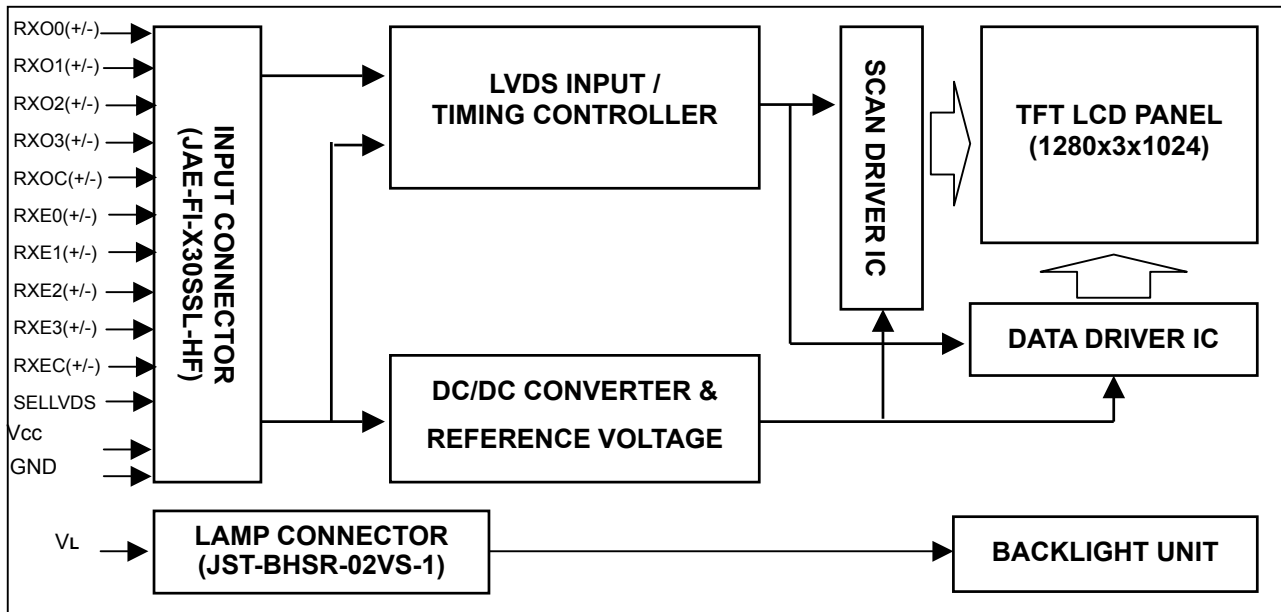 RXO0(+/-)
RXO1(+/-)
RXO2(+/-)
RXO3(+/-)
RXOC(+/-)
RXE0(+/-)
RXE1(+/-)
RXE2(+/-)
RXE3(+/-)
RXEC(+/-)
SELLVDS
Vcc
GND
VL
INPUT CONNECTOR
(JAE-FI-X30SSL-HF)
LVDS INPUT /
TIMING CONTROLLER
SCAN DRIVER IC
TFT LCD PANEL
(1280x3x1024)
DATA DRIVER IC
DC/DC CONVERTER &
REFERENCE VOLTAGE
LAMP CONNECTOR
(JST-BHSR-02VS-1)
BACKLIGHT UNIT